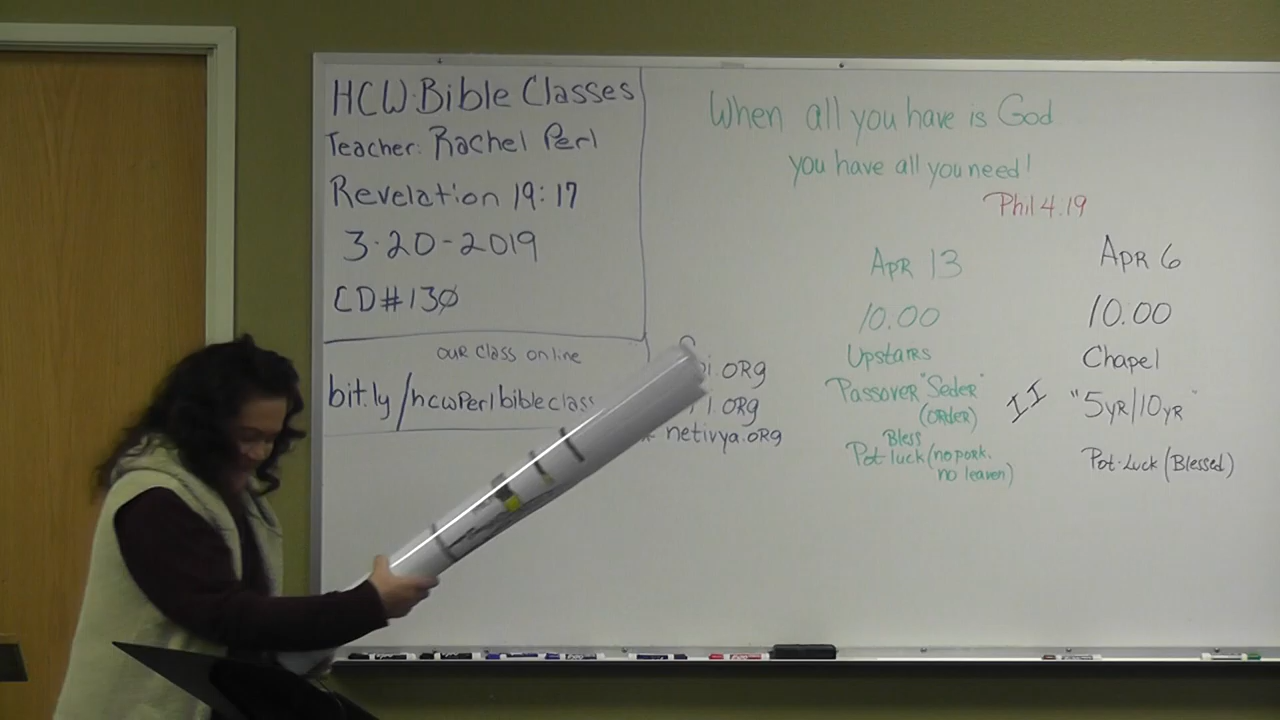 HCW Bible Classes
Teacher: Rachel Perl
Revelation 19:17
3-20-2019
CD#130
our class online
bit.ly/hcwPerlbibleclass
.org
.org
netivya.org
When all you have is God
you have all you need!
Phil 4.19
Apr 13
10.00
Upstairs
Passover "Seder"
(order)
Bless
Pot-luck (no pork.
no leaven)
II
Apr 6
10.00
Chapel
"5yr/10yr"
Pot-Luck (Blessed)